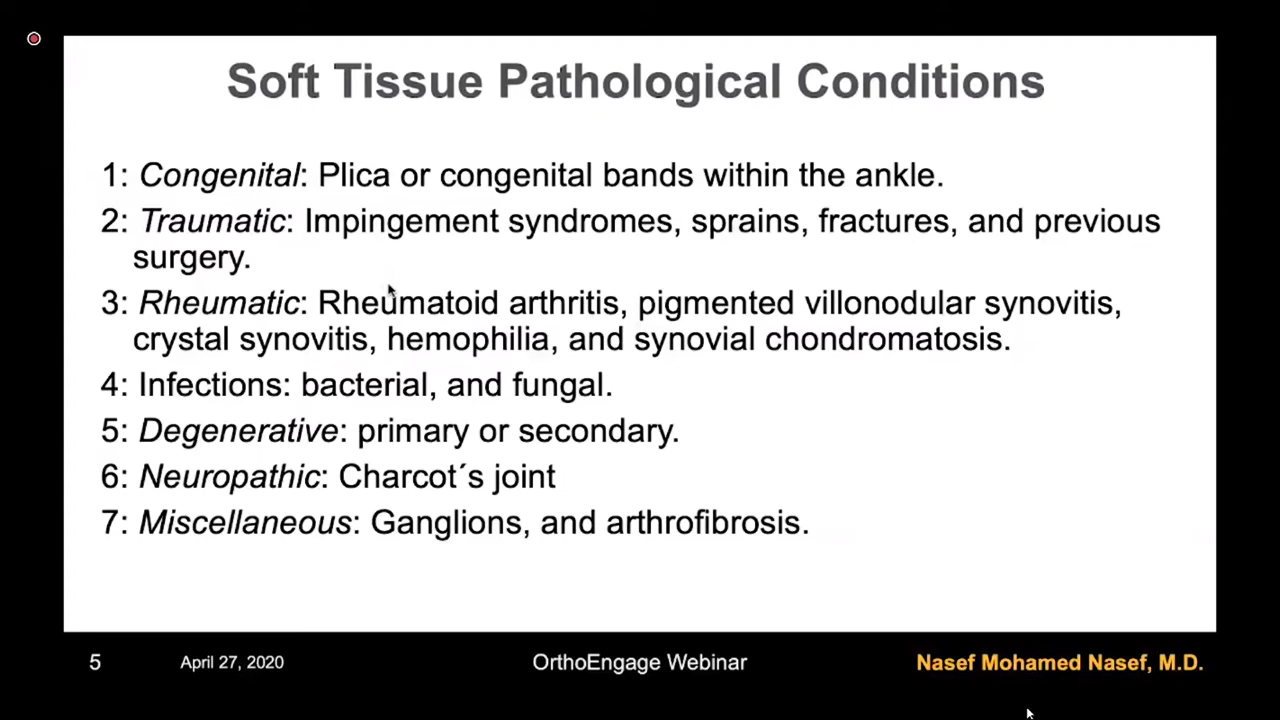 Soft Tissue Pathological Conditions
1: Congenital: Plica or congenital bands within the ankle.
2: Traumatic: Impingement syndromes, sprains, fractures, and previous
surgery.
3: Rheumatic: Rheumatoid arthritis, pigmented villonodular synovitis,
crystal synovitis, hemophilia, and synovial chondromatosis.
4: Infections: bacterial, and fungal.
5: Degenerative: primary or secondary.
6: Neuropathic: Charcot´s joint
7: Miscellaneous: Ganglions, and arthrofibrosis.
5 April 27, 2020 OrthoEngage Webinar Nasef Mohamed Nasef, M.D.